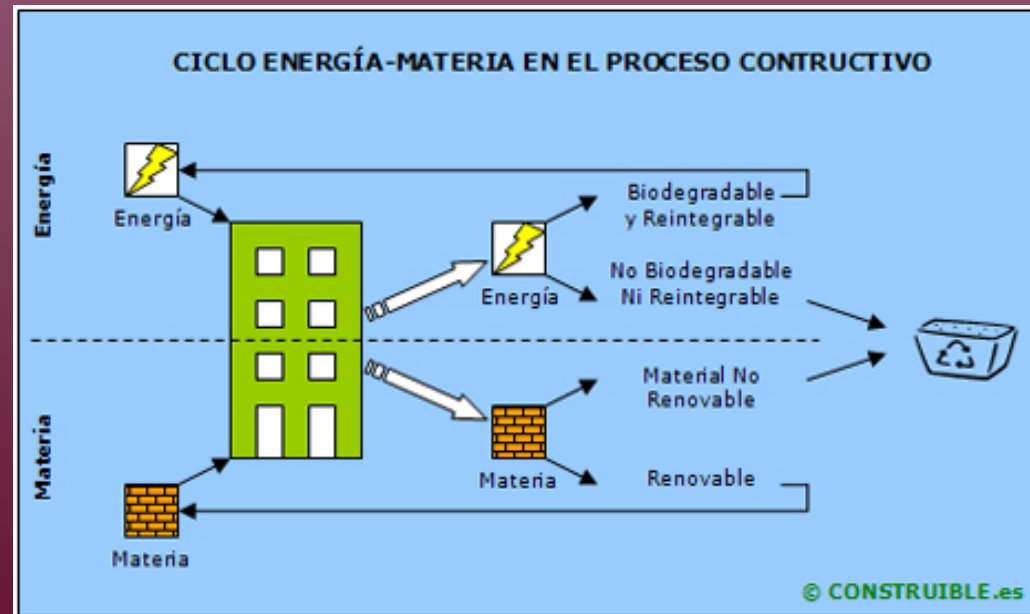 CICLO ENERGÍA-MATERIA EN EL PROCESO CONTRUCTIVO
Energía
Energía
Biodegradable
y Reintegrable
Energía
No Biodegradable
Ni Reintegrable
Materia
Materia
Material No
Renovable
Materia
Renovable
© CONSTRUIBLE.es